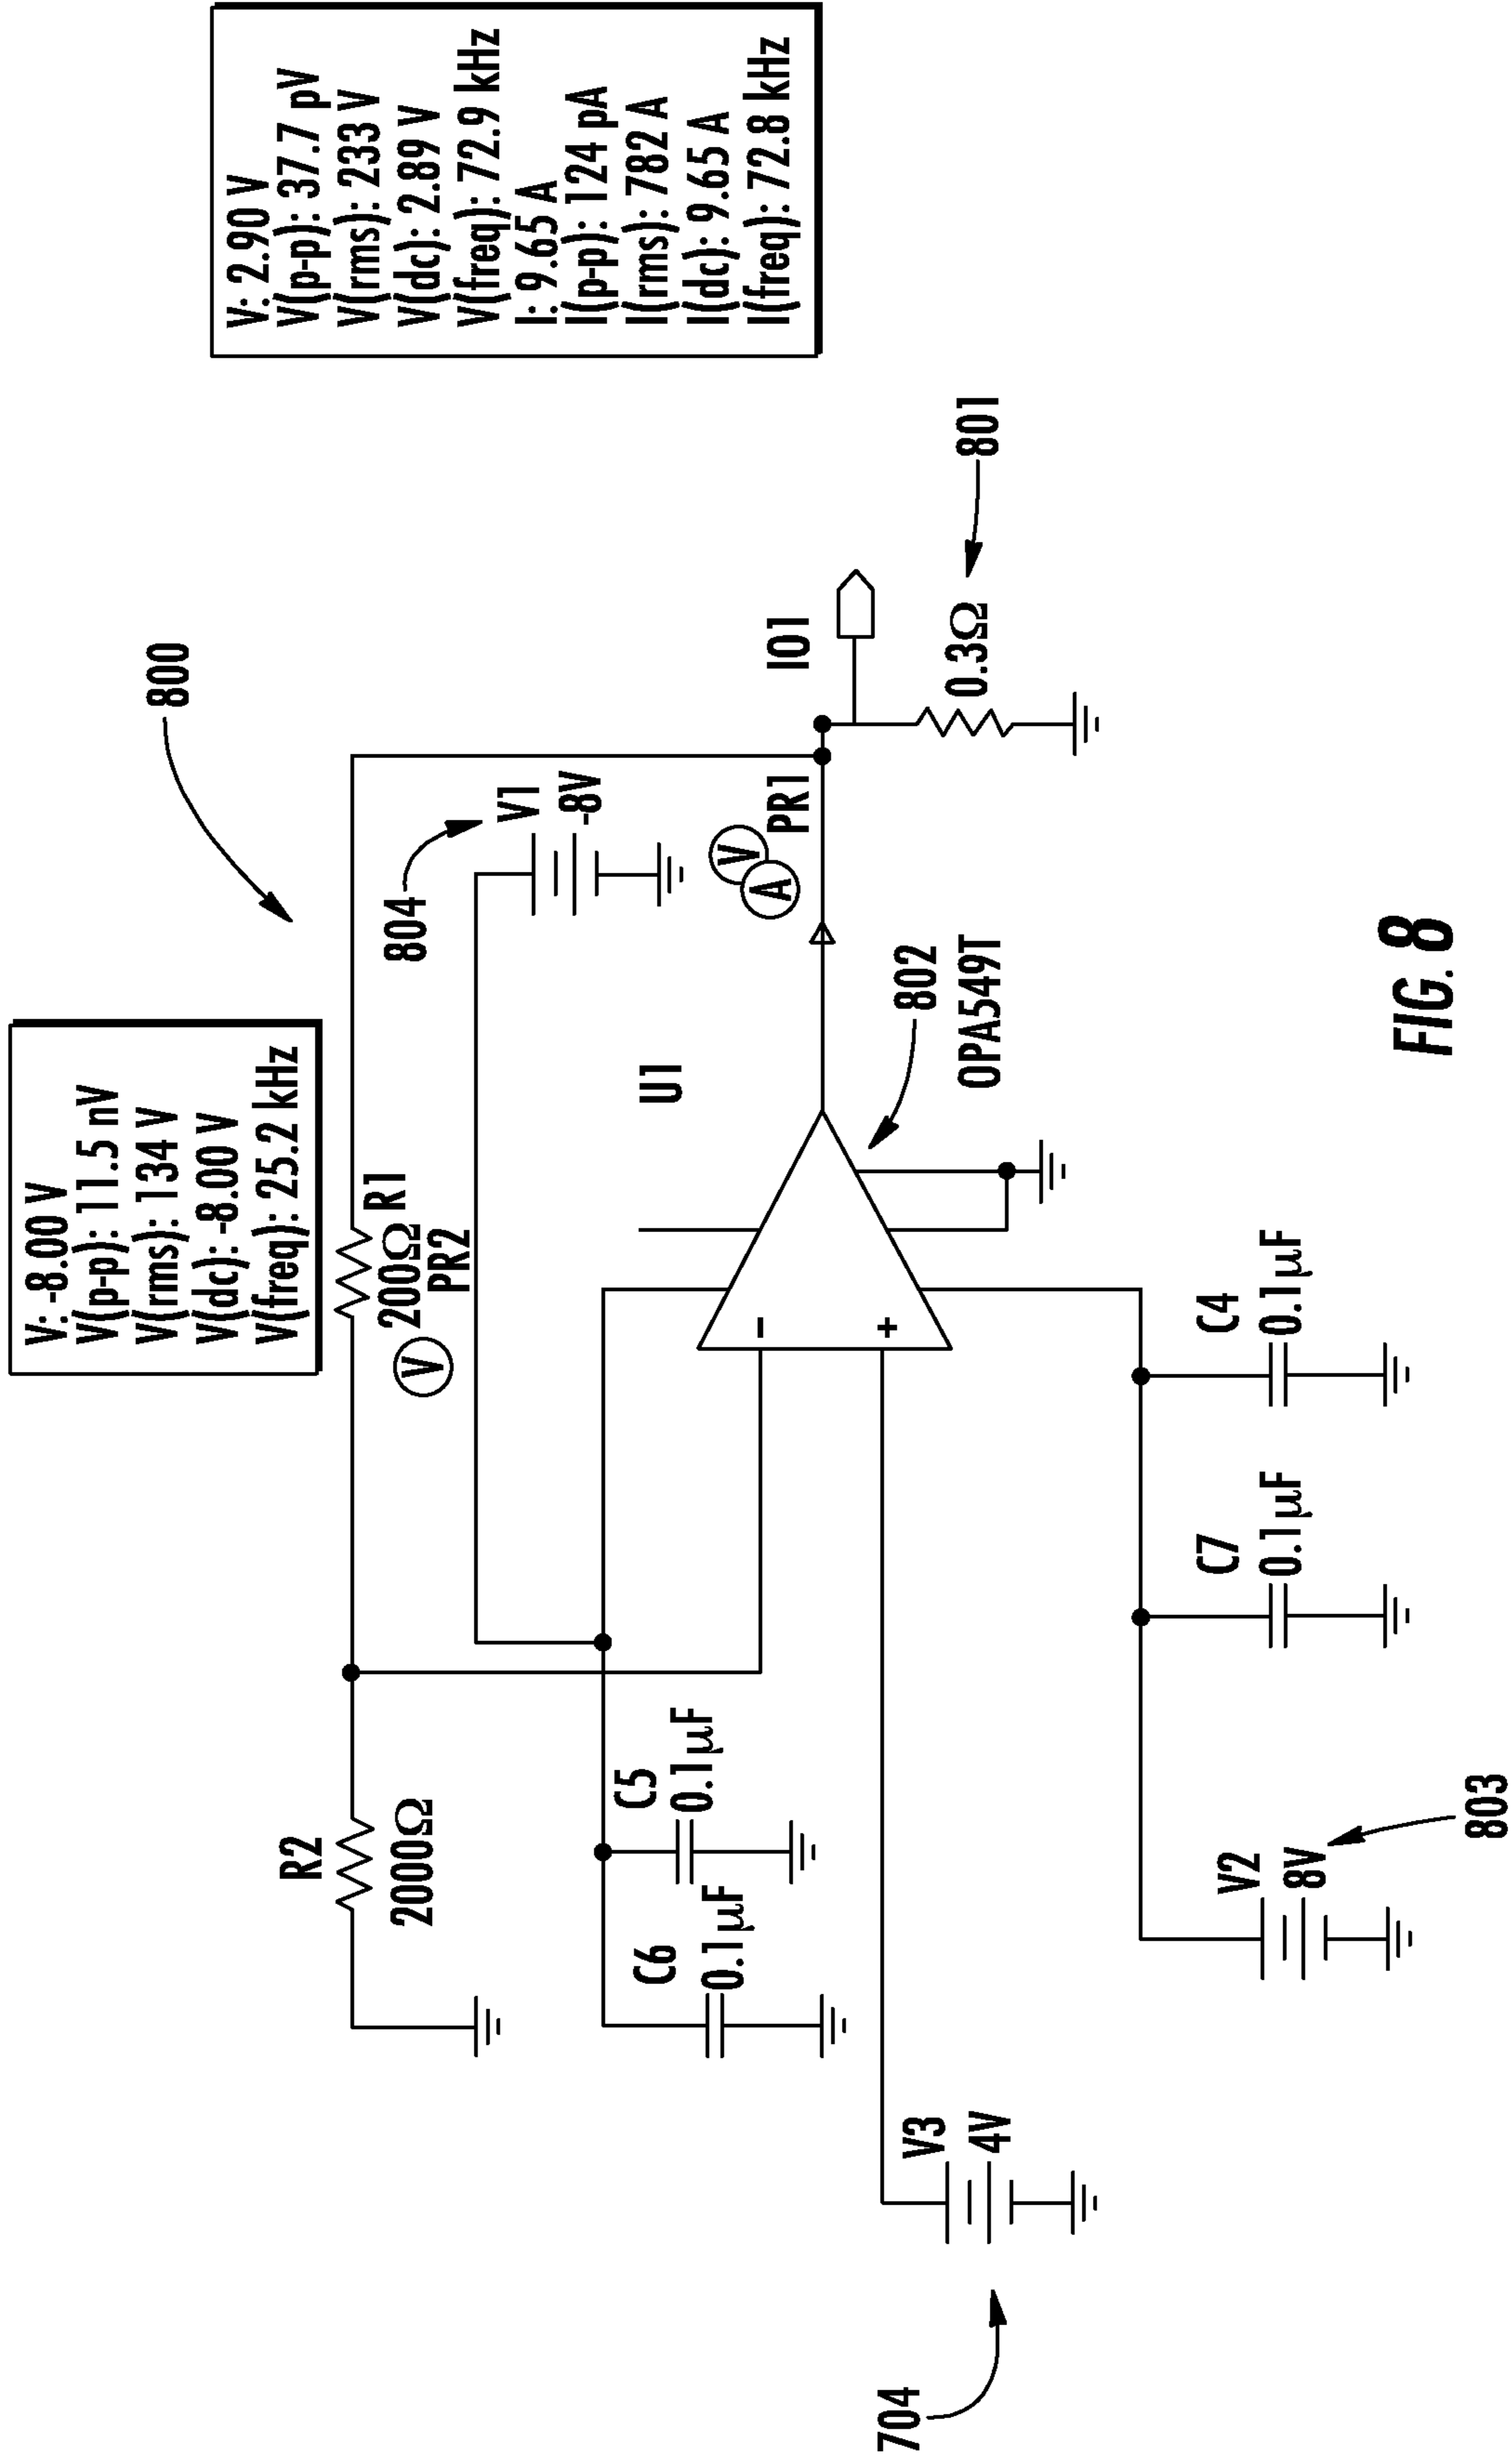 800
V: -8.00 V
V(p-p): 11.5 nV
V(rms): 134 V
V(dc): -8.00 V
V(freq): 25.2 kHz
V: 2.90 V
V(p-p): 37.7 pV
V(rms): 233 V
V(dc): 2.89 V
V(freq): 72.9 kHz
I: 9.65 A
I(p-p): 124 pA
I(rms): 782 A
I(dc): 9.65 A
I(freq): 72.8 kHz
R2
2000Ω
R1
200Ω
V
PR2
804
V1
-8V
C5
0.1µF
C6
0.1µF
U1
−
+
V
A
PR1
IO1
802
OPA549T
0.3Ω
801
V3
4V
704
C4
0.1µF
C7
0.1µF
V2
8V
803
FIG. 8